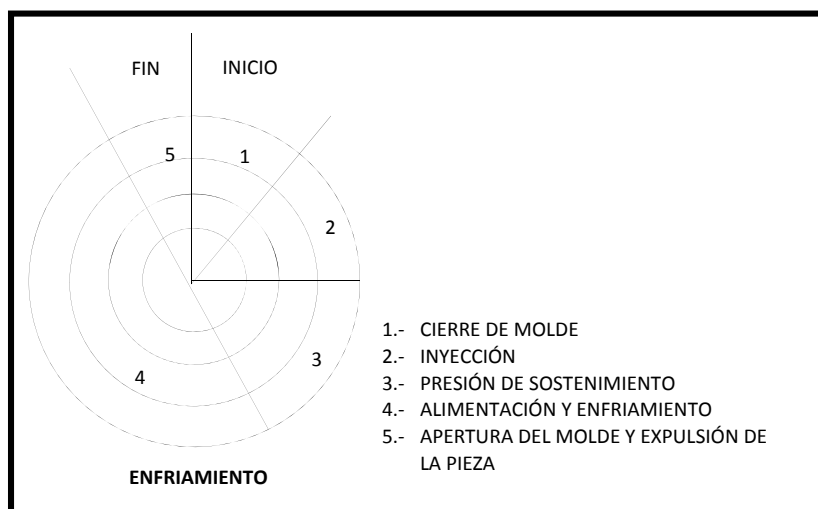 FIN
INICIO
5
1
2
3
4
1.- CIERRE DE MOLDE
2.- INYECCIÓN
3.- PRESIÓN DE SOSTENIMIENTO
4.- ALIMENTACIÓN Y ENFRIAMIENTO
5.- APERTURA DEL MOLDE Y EXPULSIÓN DE
LA PIEZA
ENFRIAMIENTO